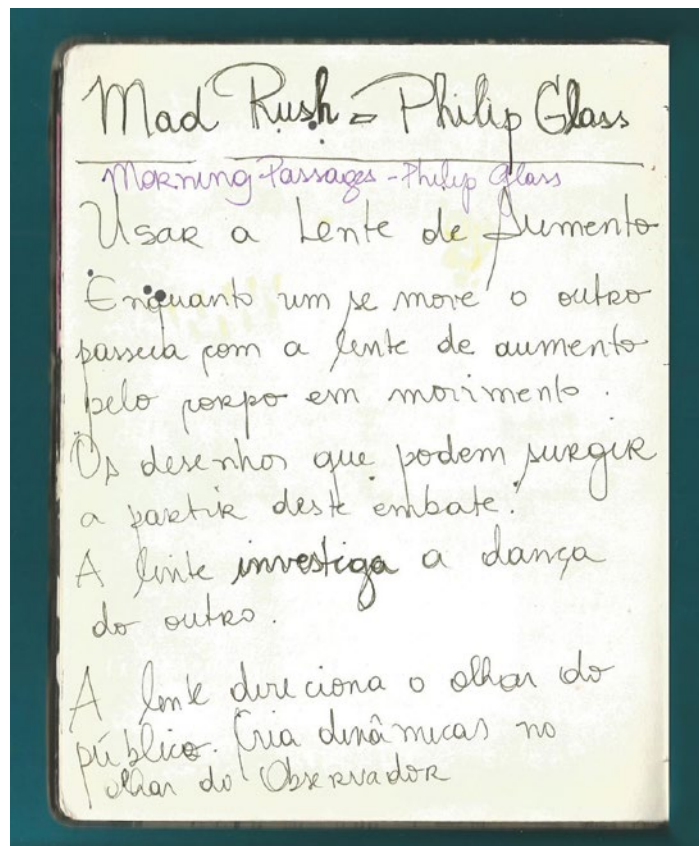 Mad Rush = Philip Glass
Morning Passages - Philip Glass
Usar a Lente de Aumento
Enquanto um se move o outro
passeia com a lente de aumento
pelo corpo em movimento.
Os desenhos que podem surgir
a partir deste embate!
A lente investiga a dança
do outro.
A lente direciona o olhar do
público. Cria dinâmicas no
olhar do Observador